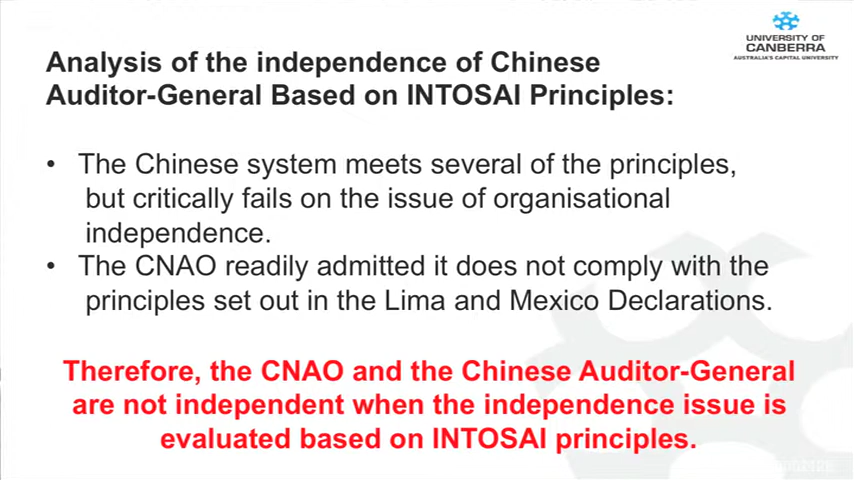 UNIVERSITY OF
CANBERRA
AUSTRALIA'S CAPITAL UNIVERSITY
Analysis of the independence of Chinese
Auditor-General Based on INTOSAI Principles:
• The Chinese system meets several of the principles,
but critically fails on the issue of organisational
independence.
• The CNAO readily admitted it does not comply with the
principles set out in the Lima and Mexico Declarations.
Therefore, the CNAO and the Chinese Auditor-General
are not independent when the independence issue is
evaluated based on INTOSAI principles.